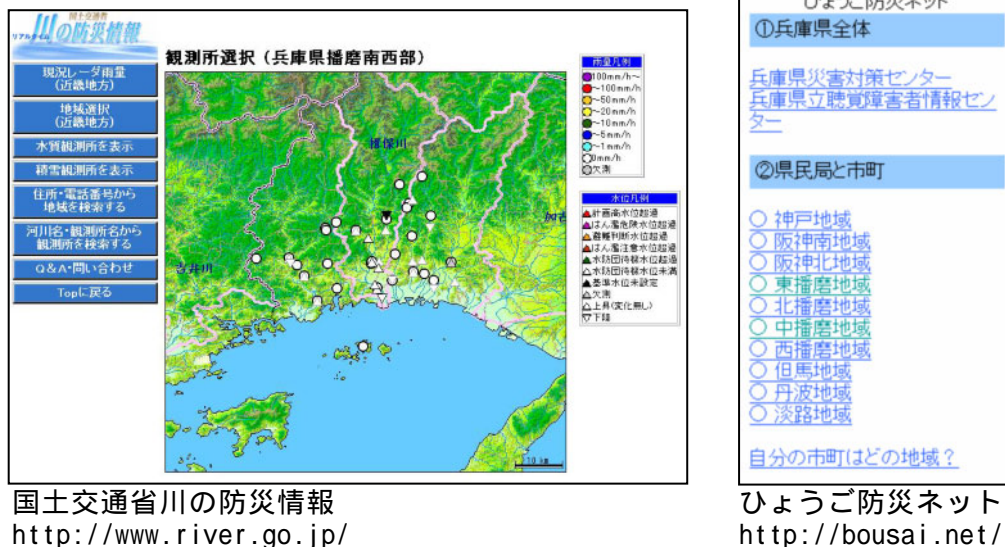 国土交通省
リアルタイム 川の防災情報
現況レーダ雨量
(近畿地方)
地域選択
(近畿地方)
水質観測所を表示
積雪観測所を表示
住所・電話番号から
地域を検索する
河川名・観測所名から
観測所を検索する
Q&A・問い合わせ
Topに戻る
観測所選択(兵庫県播磨南西部)
揖保川
加古
吉井川
10 km
雨量凡例
100mm/h~
~100mm/h
~50mm/h
~20mm/h
~10mm/h
~5mm/h
~1mm/h
0mm/h
欠測
水位凡例
計画高水位超過
はん濫危険水位超過
避難判断水位超過
はん濫注意水位超過
水防団待機水位超過
水防団待機水位未満
基準水位未設定
欠測
上昇(変化無し)
下降
国土交通省川の防災情報
http://www.river.go.jp/
ひょうご防災ネット
①兵庫県全体
兵庫県災害対策センター
兵庫県立聴覚障害者情報セン
ター
②県民局と市町
○ 神戸地域
○ 阪神南地域
○ 阪神北地域
○ 東播磨地域
○ 北播磨地域
○ 中播磨地域
○ 西播磨地域
○ 但馬地域
○ 丹波地域
○ 淡路地域
自分の市町はどの地域?
ひょうご防災ネット
http://bousai.net/